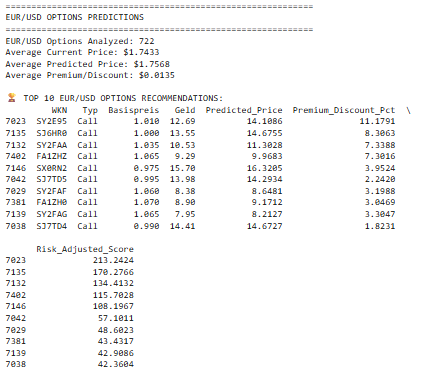 ============================================================
EUR/USD OPTIONS PREDICTIONS
============================================================
EUR/USD Options Analyzed: 722
Average Current Price: $1.7433
Average Predicted Price: $1.7568
Average Premium/Discount: $0.0135
🏆 TOP 10 EUR/USD OPTIONS RECOMMENDATIONS:
WKN Typ Basispreis Geld Predicted_Price Premium_Discount_Pct \
7023 SY2E95 Call 1.010 12.69 14.1086 11.1791
7135 SJ6HR0 Call 1.000 13.55 14.6755 8.3063
7132 SY2FAA Call 1.035 10.53 11.3028 7.3388
7402 FA1ZHZ Call 1.065 9.29 9.9683 7.3016
7146 SX0RN2 Call 0.975 15.70 16.3205 3.9524
7042 SJ7TD5 Call 0.995 13.98 14.2934 2.2420
7029 SY2FAF Call 1.060 8.38 8.6481 3.1988
7381 FA1ZH0 Call 1.070 8.90 9.1712 3.0469
7139 SY2FAG Call 1.065 7.95 8.2127 3.3047
7038 SJ7TD4 Call 0.990 14.41 14.6727 1.8231
Risk_Adjusted_Score
7023 213.2424
7135 170.2766
7132 134.4132
7402 115.7028
7146 108.1967
7042 57.1011
7029 48.6023
7381 43.4317
7139 42.9086
7038 42.3604